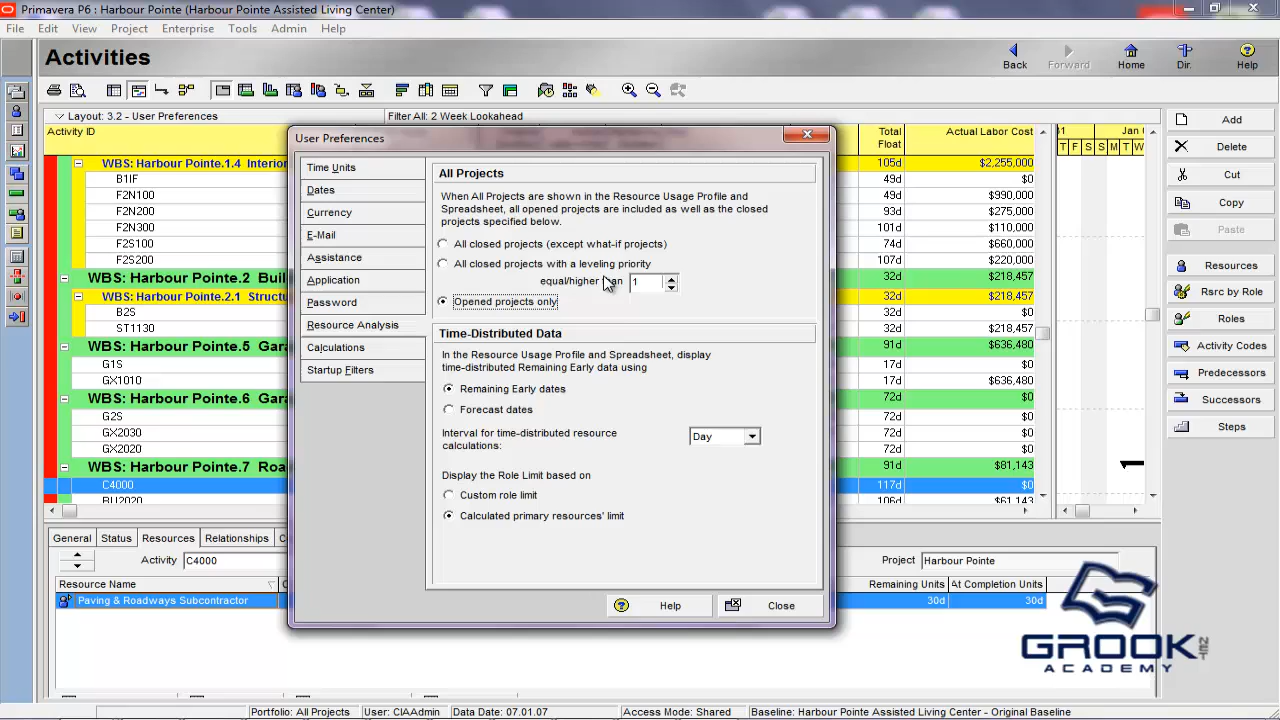 Primavera P6 : Harbour Pointe (Harbour Pointe Assisted Living Center)
File Edit View Project Enterprise Tools Admin Help
Activities
Back Forward Home Dir. Help
Layout: 3.2 - User Preferences Filter All: 2 Week Lookahead
Activity ID Total Float Actual Labor Cost
T F S S M T W
WBS: Harbour Pointe.1.4 Interior 105d $2,255,000
B1IF 49d $0
F2N100 49d $990,000
F2N200 93d $275,000
F2N300 101d $110,000
F2S100 74d $660,000
F2S200 107d $220,000
WBS: Harbour Pointe.2 32d $218,457
WBS: Harbour Pointe.2.1 32d $218,457
B2S 32d $0
ST1130 32d $218,457
WBS: Harbour Pointe.5 91d $636,480
G1S 17d $0
GX1010 17d $636,480
WBS: Harbour Pointe.6 72d $0
G2S 72d $0
GX2030 72d $0
GX2020 72d $0
WBS: Harbour Pointe.7 91d $81,143
C4000 117d $0
RU2020 106d $61,143
User Preferences
Time Units
Dates
Currency
E-Mail
Assistance
Application
Password
Resource Analysis
Calculations
Startup Filters
All Projects
When All Projects are shown in the Resource Usage Profile and
Spreadsheet, all opened projects are included as well as the closed
projects specified below.
All closed projects (except what-if projects)
All closed projects with a leveling priority
equal/higher than 1
Opened projects only
Time-Distributed Data
In the Resource Usage Profile and Spreadsheet, display
time-distributed Remaining Early data using
Remaining Early dates
Forecast dates
Interval for time-distributed resource
calculations: Day
Display the Role Limit based on
Custom role limit
Calculated primary resources' limit
Help Close
Add
Delete
Cut
Copy
Paste
Resources
Rsrc by Role
Roles
Activity Codes
Predecessors
Successors
Steps
General Status Resources Relationships
Activity C4000 Project Harbour Pointe
Resource Name Remaining Units At Completion Units
Paving & Roadways Subcontractor 30d 30d
GROOK .NET
ACADEMY
Portfolio: All Projects User: CIAAdmin Data Date: 07.01.07 Access Mode: Shared Baseline: Harbour Pointe Assisted Living Center - Original Baseline